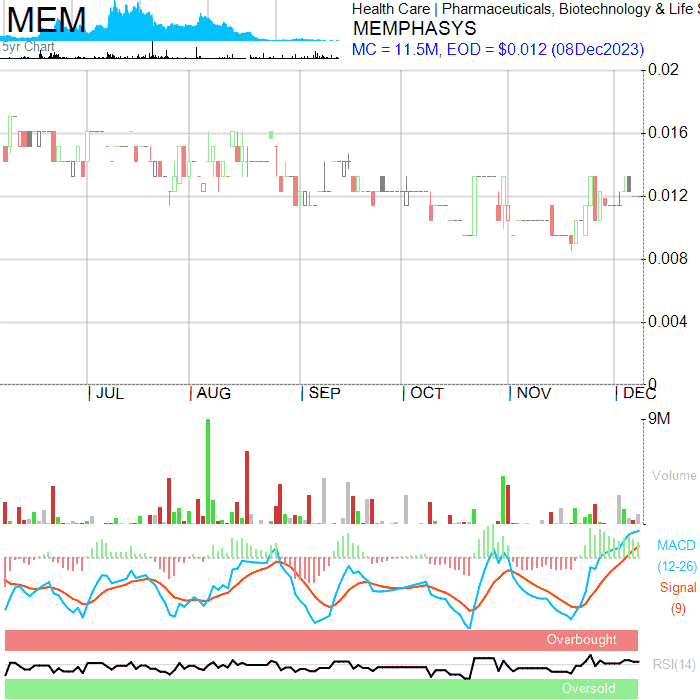 MEM
5yr Chart
Health Care | Pharmaceuticals, Biotechnology & Life S
MEMPHASYS
MC = 11.5M, EOD = $0.012 (08Dec2023)
0.02
0.016
0.012
0.008
0.004
0
JUL AUG SEP OCT NOV DEC
9M
Volume
MACD
(12-26)
Signal
(9)
Overbought
RSI(14)
Oversold